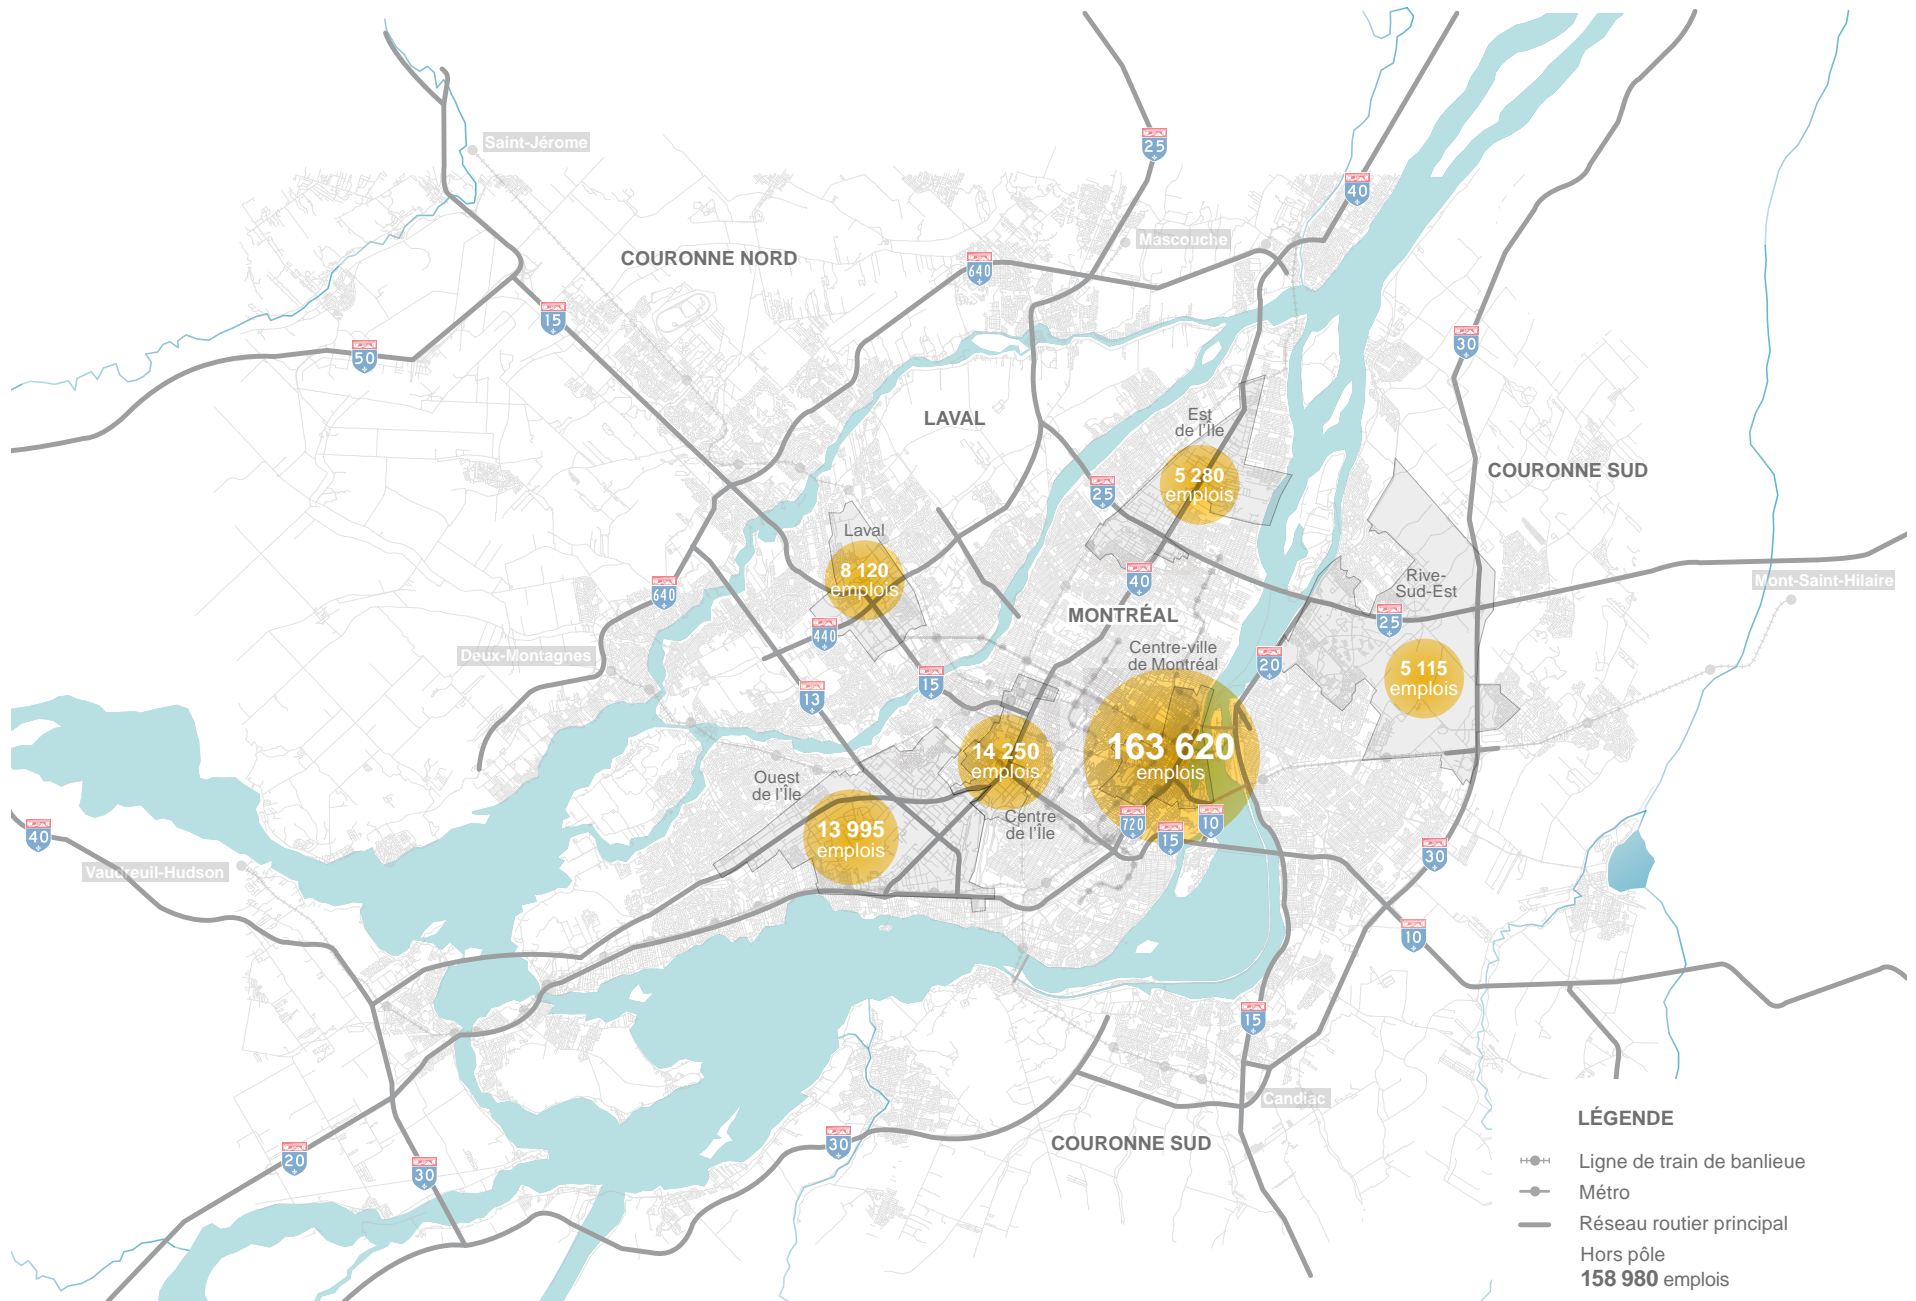 Saint-Jérome
25
40
COURONNE NORD
Mascouche
640
15
50
30
LAVAL
Est
de l'Île
COURONNE SUD
5 280
emplois
25
Laval
8 120
emplois
640
440
40
Rive-
Sud-Est
Mont-Saint-Hilaire
25
MONTRÉAL
Deux-Montagnes
Centre-ville
de Montréal
20
5 115
emplois
13
15
163 620
emplois
14 250
emplois
Ouest
de l'Île
Centre
de l'Île
13 995
emplois
720
15
10
40
30
Vaudreuil-Hudson
10
15
Candiac
20
30
30
COURONNE SUD
LÉGENDE
Ligne de train de banlieue
Métro
Réseau routier principal
Hors pôle
158 980 emplois